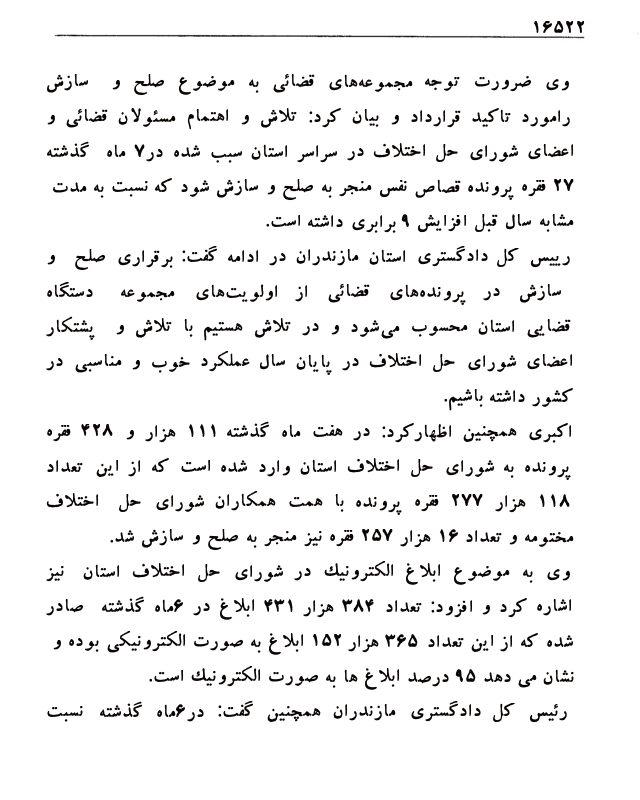 ۱۶۵۲۲
وی ضرورت توجه مجموعه‌های قضائی به موضوع صلح و سازش
رامورد تاکید قرارداد و بیان کرد: تلاش و اهتمام مسئولان قضائی و
اعضای شورای حل اختلاف در سراسر استان سبب شده در۷ ماه گذشته
۲۷ فقره پرونده قصاص نفس منجر به صلح و سازش شود که نسبت به مدت
مشابه سال قبل افزایش ۹ برابری داشته است.
رییس کل دادگستری استان مازندران در ادامه گفت: برقراری صلح و
سازش در پرونده‌های قضائی از اولویت‌های مجموعه دستگاه
قضایی استان محسوب می‌شود و در تلاش هستیم با تلاش و پشتکار
اعضای شورای حل اختلاف در پایان سال عملکرد خوب و مناسبی در
کشور داشته باشیم.
اکبری همچنین اظهارکرد: در هفت ماه گذشته ۱۱۱ هزار و ۴۲۸ فقره
پرونده به شورای حل اختلاف استان وارد شده است که از این تعداد
۱۱۸ هزار ۲۷۷ فقره پرونده با همت همکاران شورای حل اختلاف
مختومه و تعداد ۱۶ هزار ۲۵۷ فقره نیز منجر به صلح و سازش شد.
وی به موضوع ابلاغ الکترونیك در شورای حل اختلاف استان نیز
اشاره کرد و افزود: تعداد ۳۸۴ هزار ۴۳۱ ابلاغ در ۶ماه گذشته صادر
شده که از این تعداد ۳۶۵ هزار ۱۵۲ ابلاغ به صورت الکترونیکی بوده و
نشان می دهد ۹۵ درصد ابلاغ ها به صورت الکترونیك است.
رئیس کل دادگستری مازندران همچنین گفت: در۶ماه گذشته نسبت